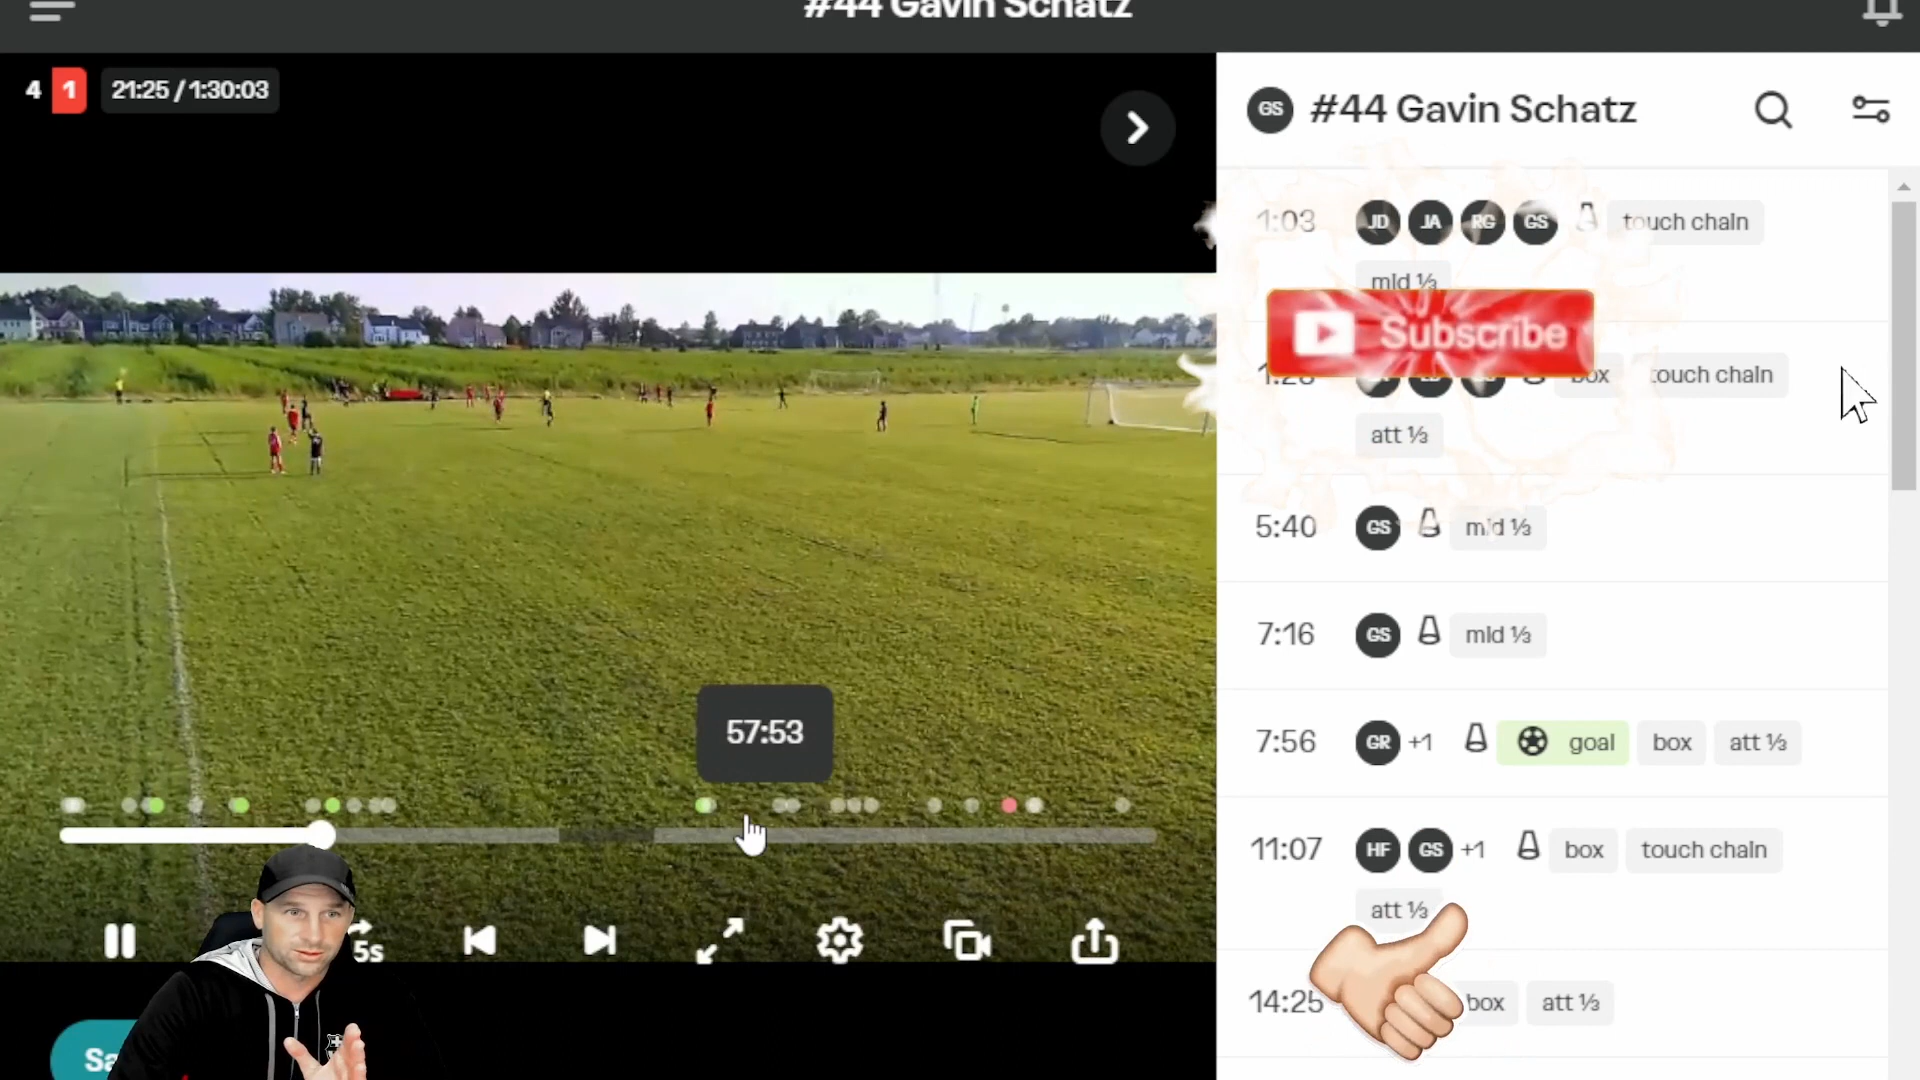 #44 Gavin Schatz
4 1 21:25 / 1:30:03
GS #44 Gavin Schatz
1:03 JD JA RG GS touch chain
mid ⅓
Subscribe
box touch chain
att ⅓
5:40 GS mid ⅓
7:16 GS mid ⅓
7:56 GR +1 goal box att ⅓
11:07 HF GS +1 box touch chain
att ⅓
14:25 box att ⅓
57:53
5s